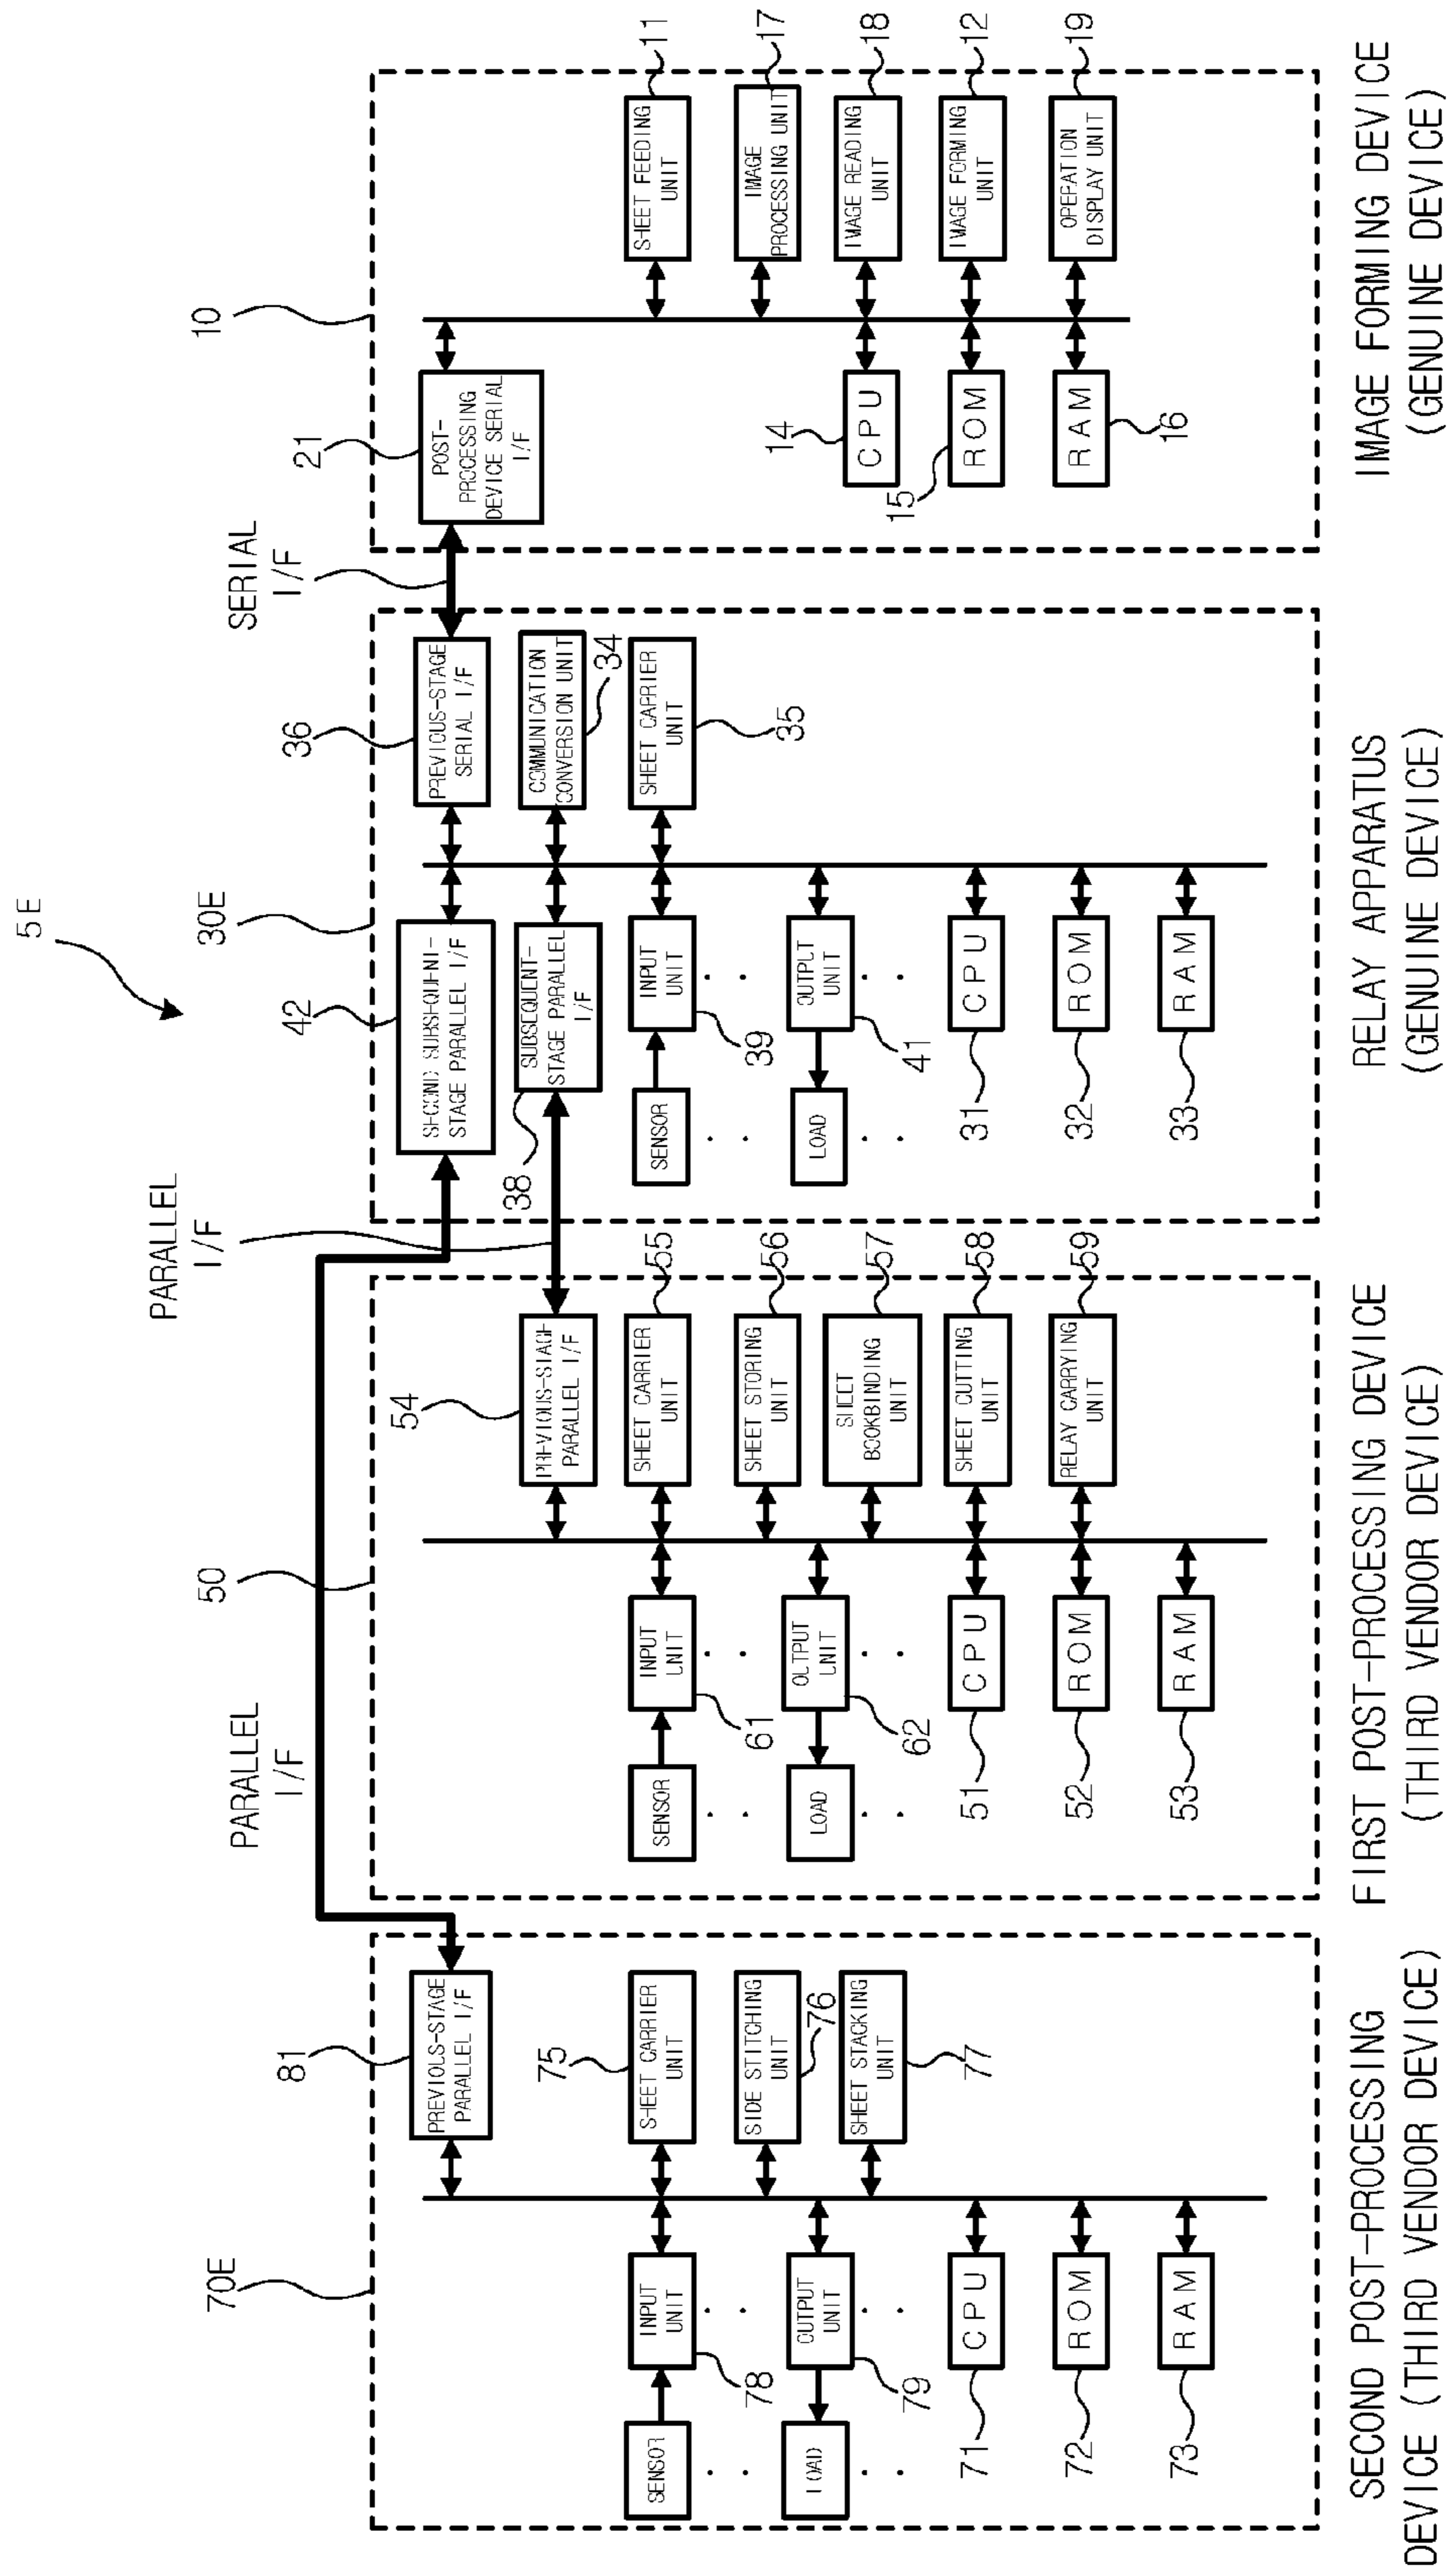 5E
SECOND POST-PROCESSING
DEVICE (THIRD VENDOR DEVICE)
70E
81
PREVIOUS-STAGE
PARALLEL I/F
PARALLEL
I/F
SENSOR
INPUT
UNIT
78
75
SHEET CARRIER
UNIT
76
SIDE STITCHING
UNIT
LOAD
OUTPUT
UNIT
79
SHEET STACKING
UNIT
77
CPU
71
ROM
72
RAM
73
FIRST POST-PROCESSING DEVICE
(THIRD VENDOR DEVICE)
50
54
PREVIOUS-STAGE
PARALLEL I/F
PARALLEL
I/F
SENSOR
INPUT
UNIT
61
SHEET CARRIER
UNIT
55
SHEET STORING
UNIT
56
LOAD
OUTPUT
UNIT
62
SHEET
BOOKBINDING
UNIT
57
CPU
51
SHEET CUTTING
UNIT
58
ROM
52
RELAY CARRYING
UNIT
59
RAM
53
RELAY APPARATUS
(GENUINE DEVICE)
30E
42
SECOND SUBSEQUENT-
STAGE PARALLEL I/F
36
PREVIOUS-STAGE
SERIAL I/F
SERIAL
I/F
38
SUBSEQUENT-
STAGE PARALLEL
I/F
COMMUNICATION
CONVERSION UNIT
34
SENSOR
INPUT
UNIT
39
SHEET CARRIER
UNIT
35
LOAD
OUTPUT
UNIT
41
CPU
31
ROM
32
RAM
33
IMAGE FORMING DEVICE
(GENUINE DEVICE)
10
21
POST-
PROCESSING
DEVICE SERIAL
I/F
SHEET FEEDING
UNIT
11
IMAGE
PROCESSING UNIT
17
14
CPU
IMAGE READING
UNIT
18
15
ROM
IMAGE FORMING
UNIT
12
RAM
16
OPERATION
DISPLAY UNIT
19